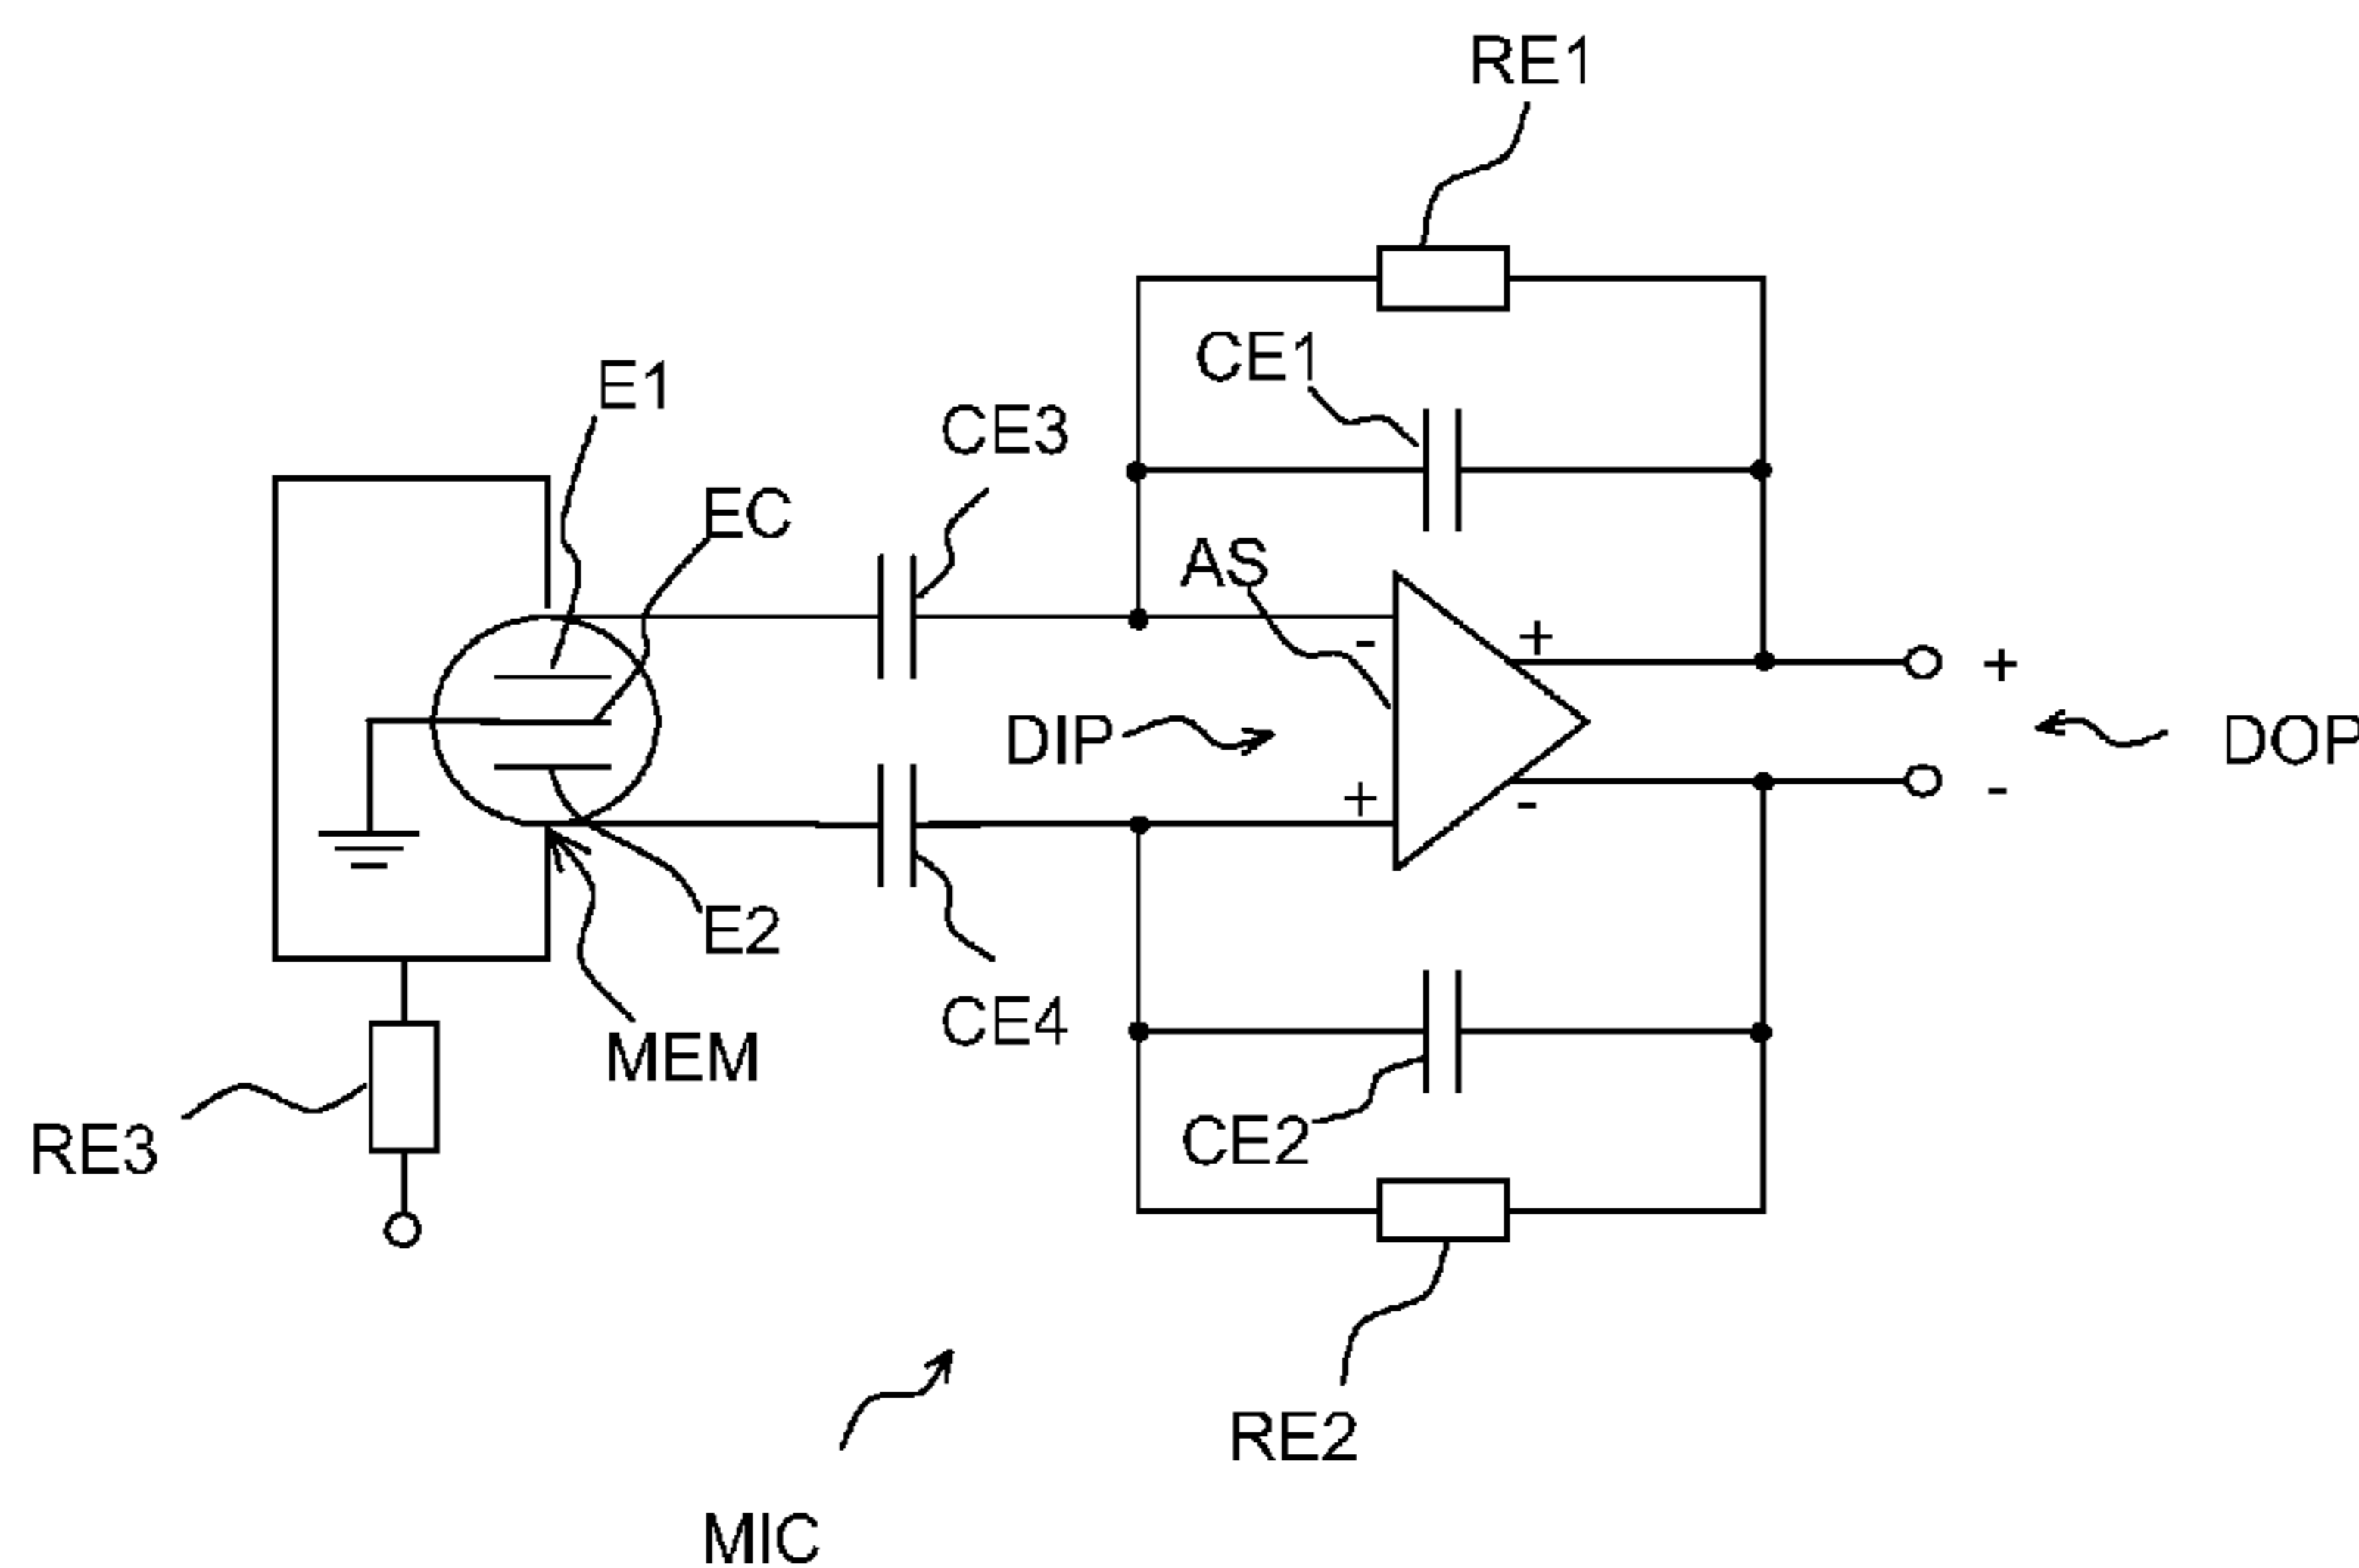 RE1
CE1
E1
CE3
EC
AS
-
+
+
DIP
DOP
+
-
-
E2
CE4
MEM
CE2
RE3
RE2
MIC